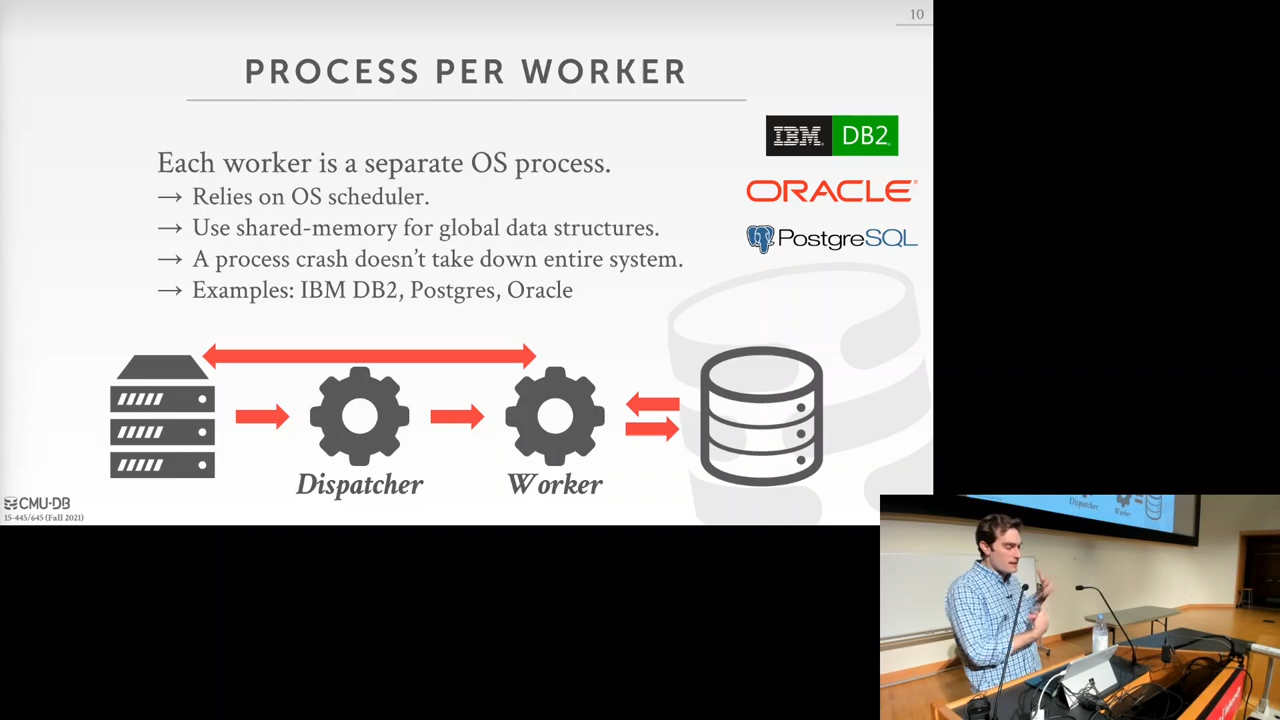 10
PROCESS PER WORKER
IBM DB2
ORACLE
PostgreSQL
Each worker is a separate OS process.
→ Relies on OS scheduler.
→ Use shared-memory for global data structures.
→ A process crash doesn't take down entire system.
→ Examples: IBM DB2, Postgres, Oracle
Dispatcher
Worker
CMU·DB
15-445/645 (Fall 2021)
Dispatcher
Worker